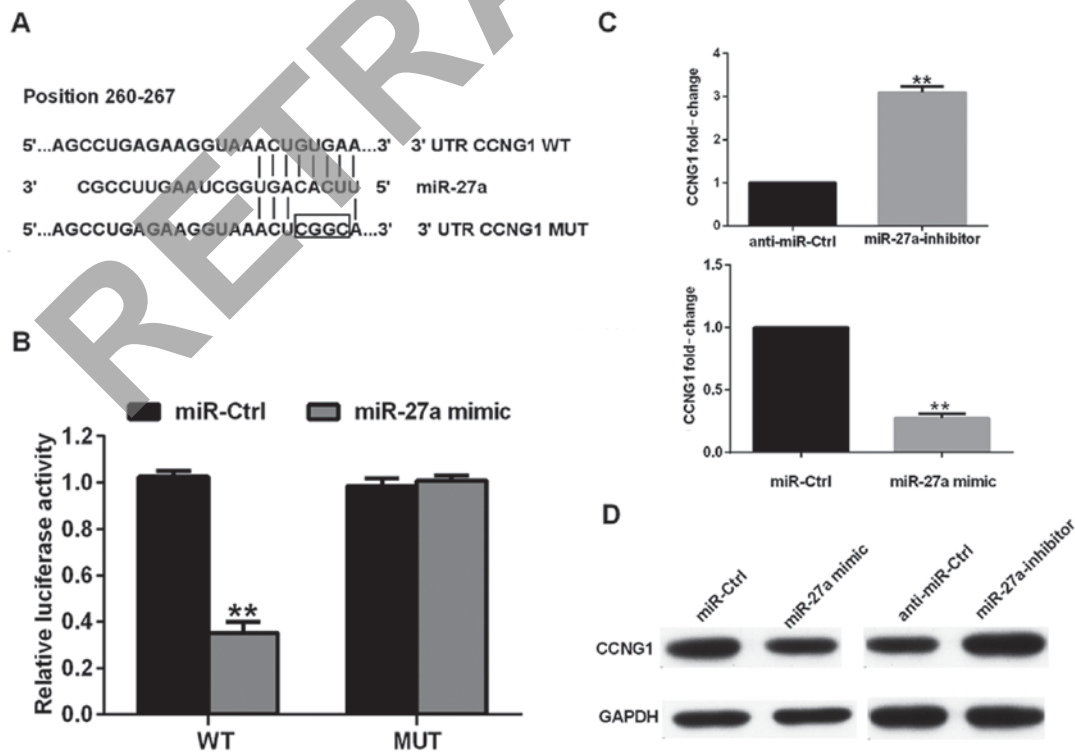 A
Position 260-267
5'...AGCCUGAGAAGGUAAACUGUGAA...3' 3' UTR CCNG1 WT
3' CGCCUUGAAUCGGUGACACUU 5' miR-27a
5'...AGCCUGAGAAGGUAAACUCGGCA...3' 3' UTR CCNG1 MUT
RETRA
B
miR-Ctrl miR-27a mimic
Relative luciferase activity
1.2
1.0
0.8
0.6
0.4
0.2
0.0
**
WT MUT
C
CCNG1 fold-change
4
3
2
1
0
**
anti-miR-Ctrl miR-27a-inhibitor
CCNG1 fold-change
1.5
1.0
0.5
0.0
**
miR-Ctrl miR-27a mimic
D
miR-Ctrl miR-27a mimic anti-miR-Ctrl miR-27a-inhibitor
CCNG1
GAPDH